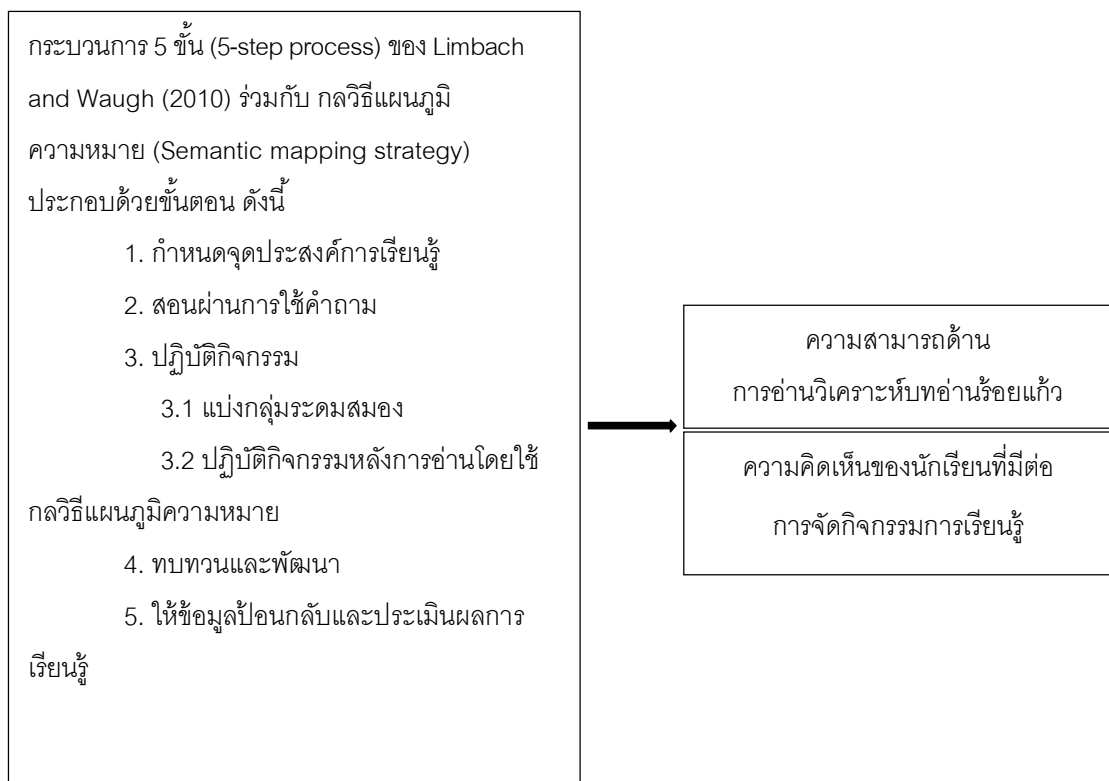 กระบวนการ 5 ขั้น (5-step process) ของ Limbach
and Waugh (2010) ร่วมกับ กลวิธีแผนภูมิ
ความหมาย (Semantic mapping strategy)
ประกอบด้วยขั้นตอน ดังนี้
1. กำหนดจุดประสงค์การเรียนรู้
2. สอนผ่านการใช้คำถาม
3. ปฏิบัติกิจกรรม
3.1 แบ่งกลุ่มระดมสมอง
3.2 ปฏิบัติกิจกรรมหลังการอ่านโดยใช้
กลวิธีแผนภูมิความหมาย
4. ทบทวนและพัฒนา
5. ให้ข้อมูลป้อนกลับและประเมินผลการ
เรียนรู้
ความสามารถด้าน
การอ่านวิเคราะห์บทอ่านร้อยแก้ว
ความคิดเห็นของนักเรียนที่มีต่อ
การจัดกิจกรรมการเรียนรู้